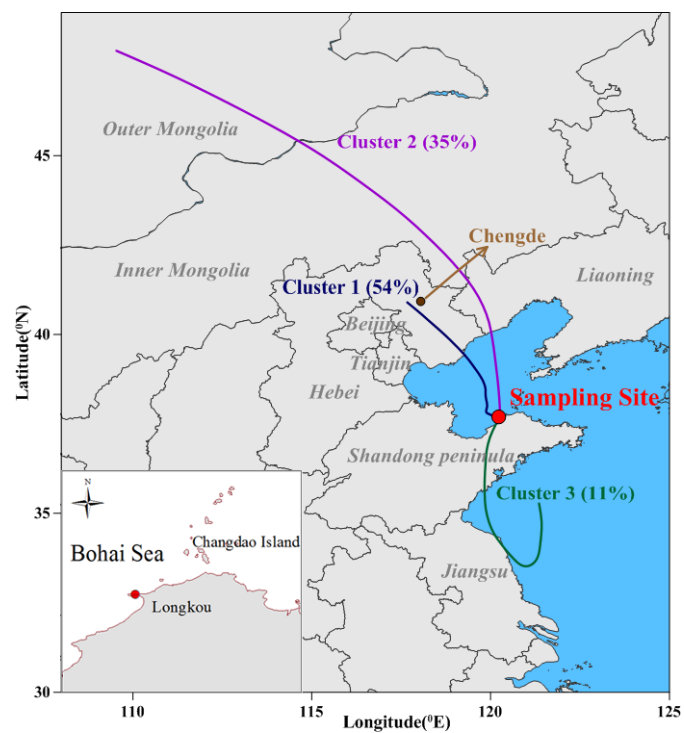 Outer Mongolia
45
Cluster 2 (35%)
Chengde
Inner Mongolia
Liaoning
Cluster 1 (54%)
Beijing
40
Tianjin
Hebei
Sampling Site
Shandong peninula
Cluster 3 (11%)
35
Jiangsu
30
Latitude(⁰N)
N
Changdao Island
Bohai Sea
Longkou
110
115
120
125
Longitude(⁰E)